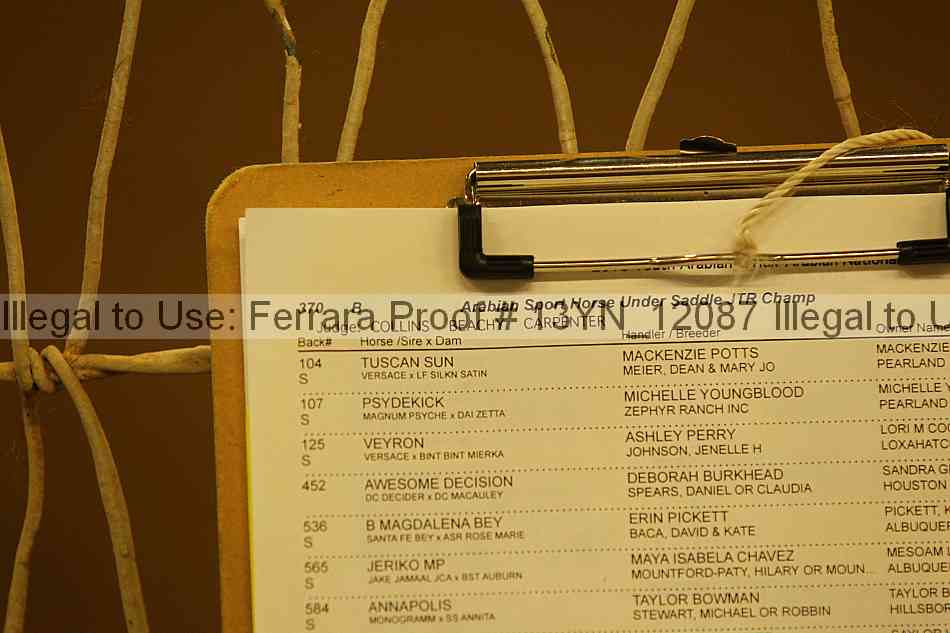 Arabian National
370 B Arabian Sport Horse Under Saddle JTR Champ
Illegal to Use: Ferrara Proof # 13YN_12087 Illegal to U
Judge: COLLINS BEACHY CARPENTER
Back# Horse /Sire x Dam Handler / Breeder Owner Name
104 TUSCAN SUN MACKENZIE POTTS MACKENZIE
S VERSACE x LF SILKN SATIN MEIER, DEAN & MARY JO PEARLAND
107 PSYDEKICK MICHELLE YOUNGBLOOD MICHELLE Y
S MAGNUM PSYCHE x DAI ZETTA ZEPHYR RANCH INC PEARLAND
125 VEYRON ASHLEY PERRY LORI M COO
S VERSACE x BINT BINT MIERKA JOHNSON, JENELLE H LOXAHATC
452 AWESOME DECISION DEBORAH BURKHEAD SANDRA G
DC DECIDER x DC MACAULEY SPEARS, DANIEL OR CLAUDIA HOUSTON
536 B MAGDALENA BEY ERIN PICKETT PICKETT, K
S SANTA FE BEY x ASR ROSE MARIE BACA, DAVID & KATE ALBUQUER
565 JERIKO MP MAYA ISABELA CHAVEZ MESOAM L
S JAKE JAMAAL JCA x BST AUBURN MOUNTFORD-PATY, HILARY OR MOUN... ALBUQUE
584 ANNAPOLIS TAYLOR BOWMAN TAYLOR B
S MONOGRAMM x SS ANNITA STEWART, MICHAEL OR ROBBIN HILLSBOR